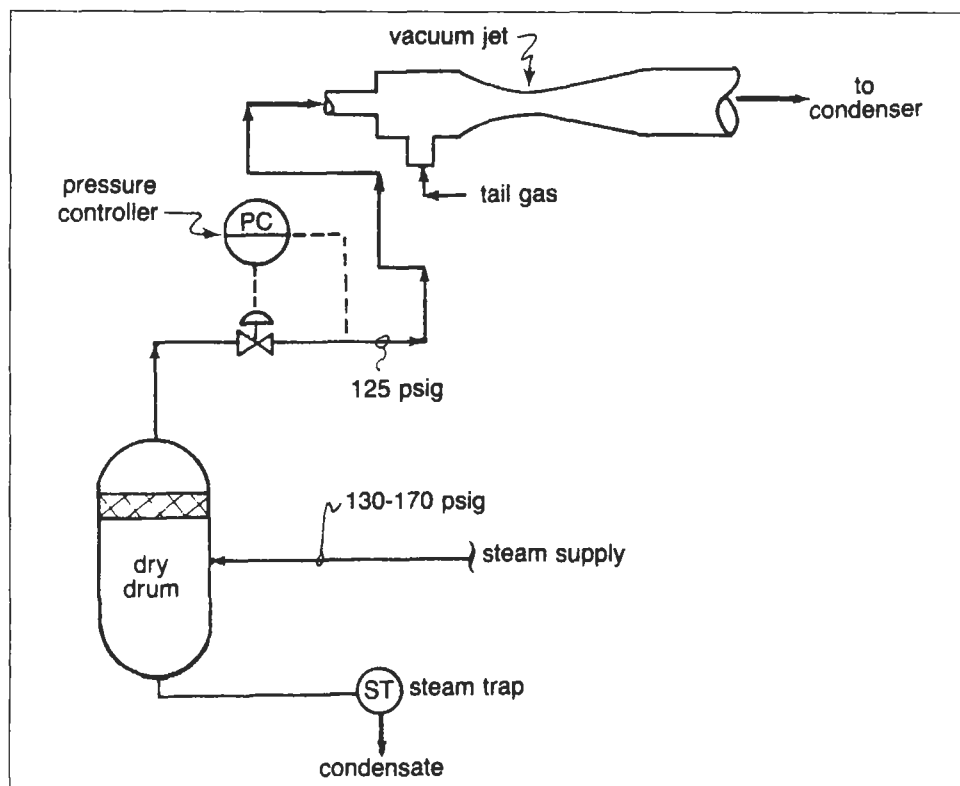 vacuum jet
to
condenser
pressure
controller
PC
tail gas
125 psig
130-170 psig
steam supply
dry
drum
ST
steam trap
condensate